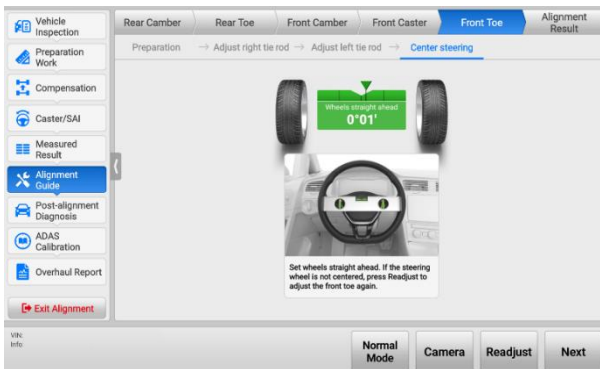 Vehicle
Inspection
Preparation
Work
Compensation
Caster/SAI
Measured
Result
Alignment
Guide
Post-alignment
Diagnosis
ADAS
Calibration
Overhaul Report
Exit Alignment
Rear Camber
Rear Toe
Front Camber
Front Caster
Front Toe
Alignment
Result
Preparation → Adjust right tie rod → Adjust left tie rod → Center steering
Wheels straight ahead
0°01'
Set wheels straight ahead. If the steering
wheel is not centered, press Readjust to
adjust the front toe again.
VIN:
Info:
Normal
Mode
Camera
Readjust
Next